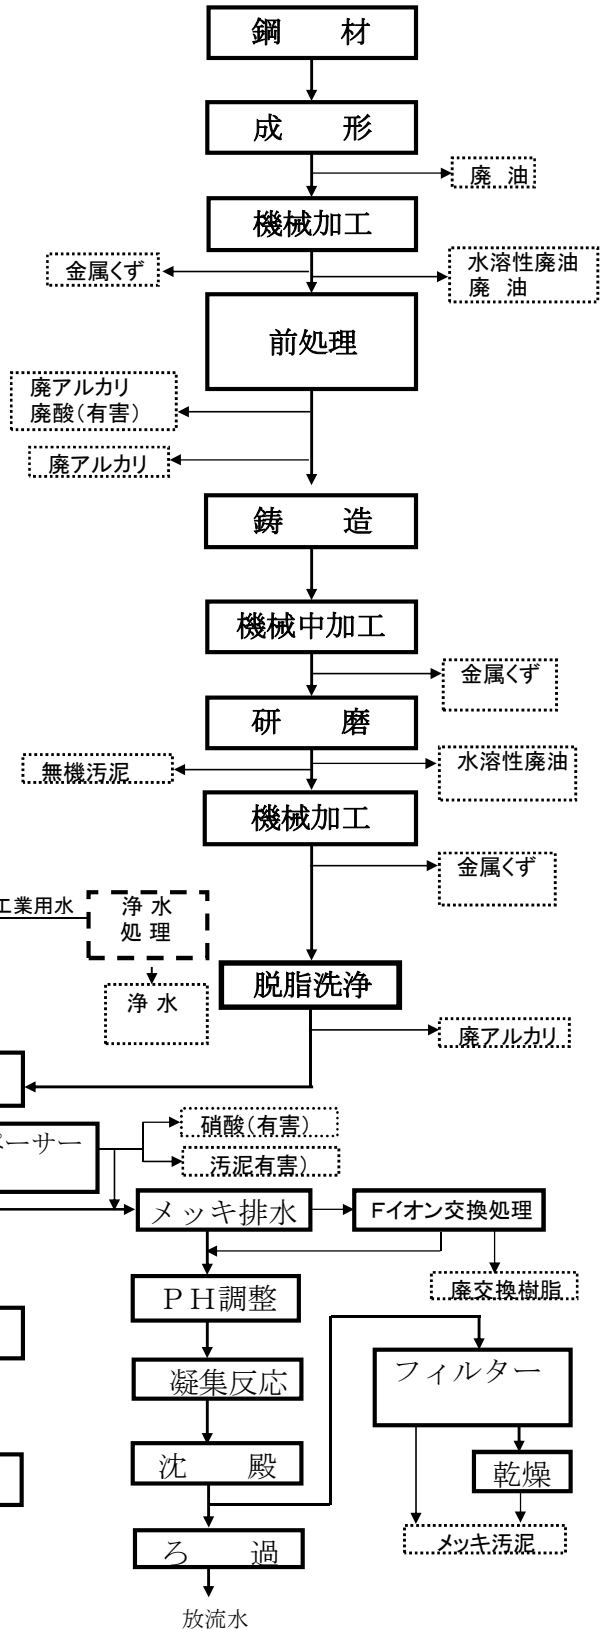 鋼　　材
成　　形
廃　油
機械加工
金属くず
水溶性廃油
廃　油
前処理
廃アルカリ
廃酸（有害）
廃アルカリ
鋳　　造
機械中加工
金属くず
研　　磨
無機汚泥
水溶性廃油
機械加工
金属くず
工業用水
浄 水
処 理
浄 水
脱脂洗浄
廃アルカリ
ーサー
硝酸（有害）
汚泥有害）
メッキ排水
Ｆイオン交換処理
廃交換樹脂
ＰＨ調整
凝集反応
フィルター
沈　　殿
乾燥
メッキ汚泥
ろ　　過
放流水